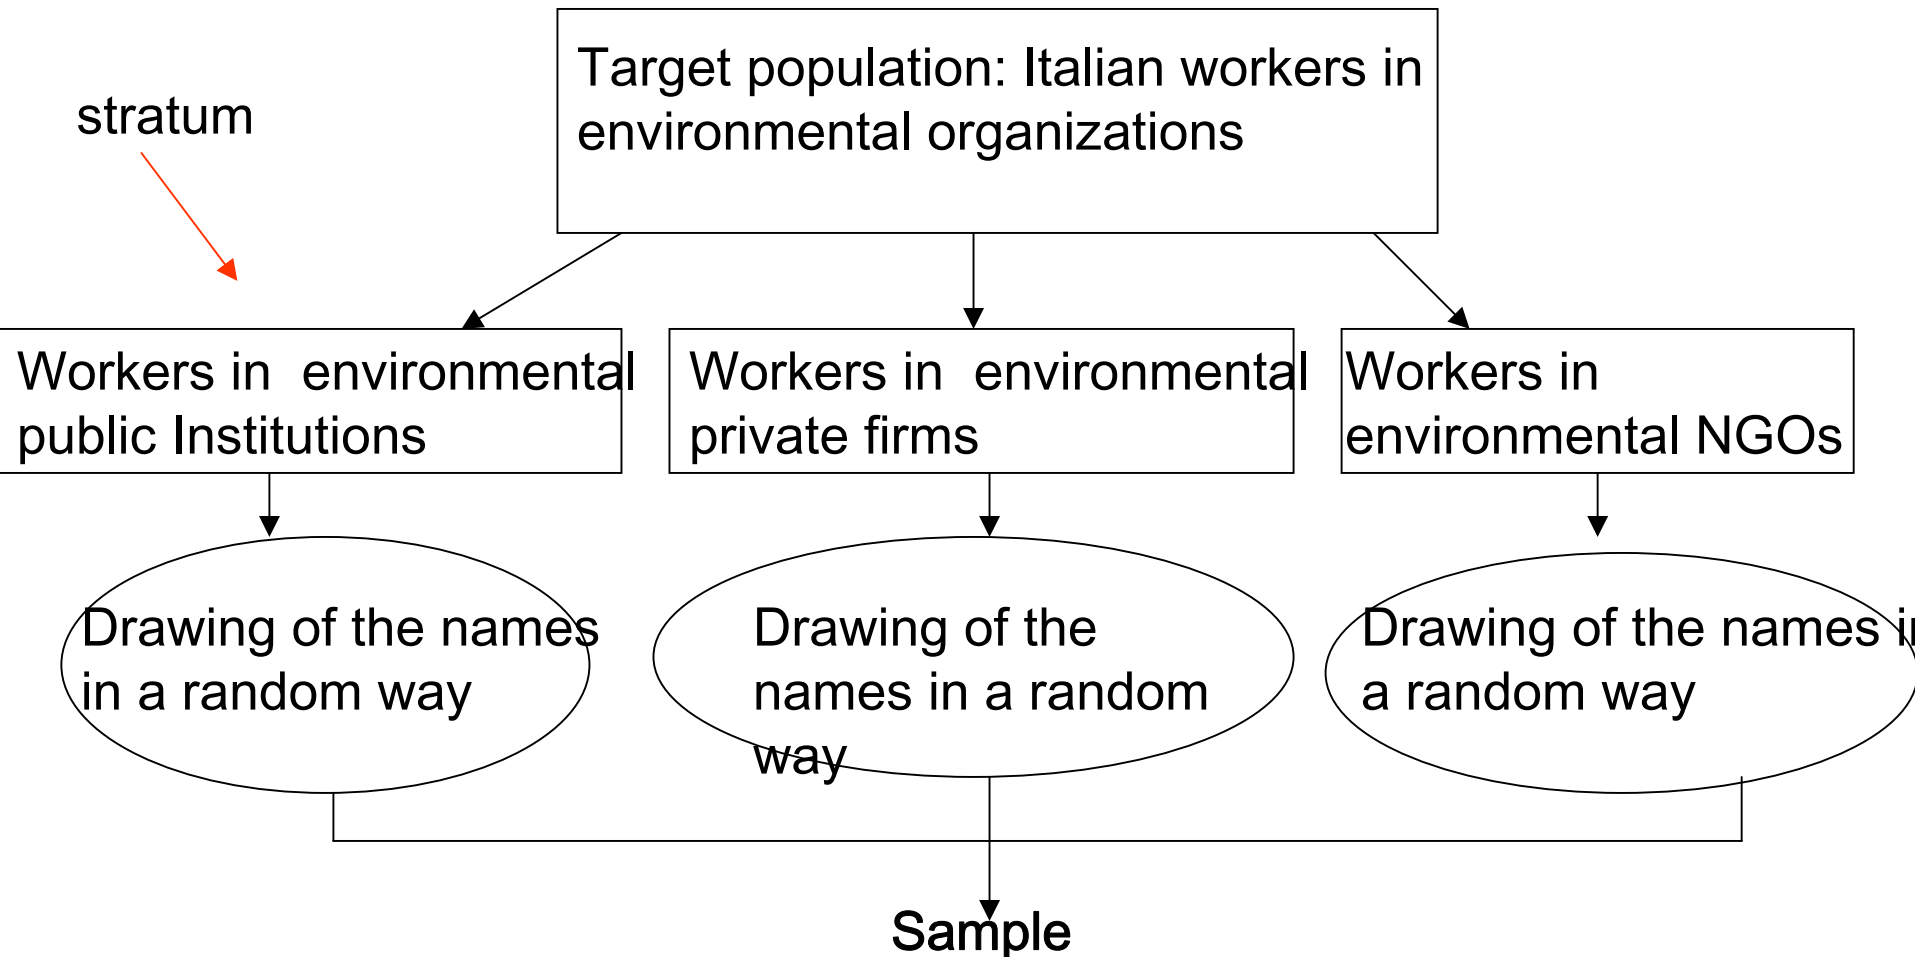 Target population: Italian workers in
environmental organizations
stratum
Workers in  environmental
public Institutions
Workers in  environmental
private firms
Workers in
environmental NGOs
Drawing of the names
in a random way
Drawing of the
names in a random
way
Drawing of the names in
a random way
Sample